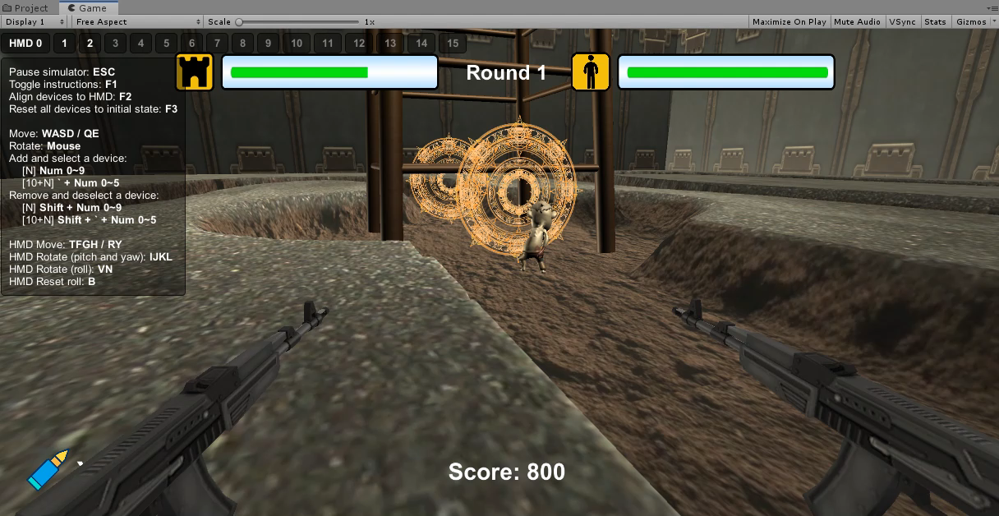 Project Game
Display 1 Free Aspect Scale 1x Maximize On Play Mute Audio VSync Stats Gizmos
HMD 0 1 2 3 4 5 6 7 8 9 10 11 12 13 14 15
Pause simulator: ESC
Toggle instructions: F1
Align devices to HMD: F2
Reset all devices to initial state: F3
Move: WASD / QE
Rotate: Mouse
Add and select a device:
[N] Num 0~9
[10+N] ` + Num 0~5
Remove and deselect a device:
[N] Shift + Num 0~9
[10+N] Shift + ` + Num 0~5
HMD Move: TFGH / RY
HMD Rotate (pitch and yaw): IJKL
HMD Rotate (roll): VN
HMD Reset roll: B
Round 1
Score: 800